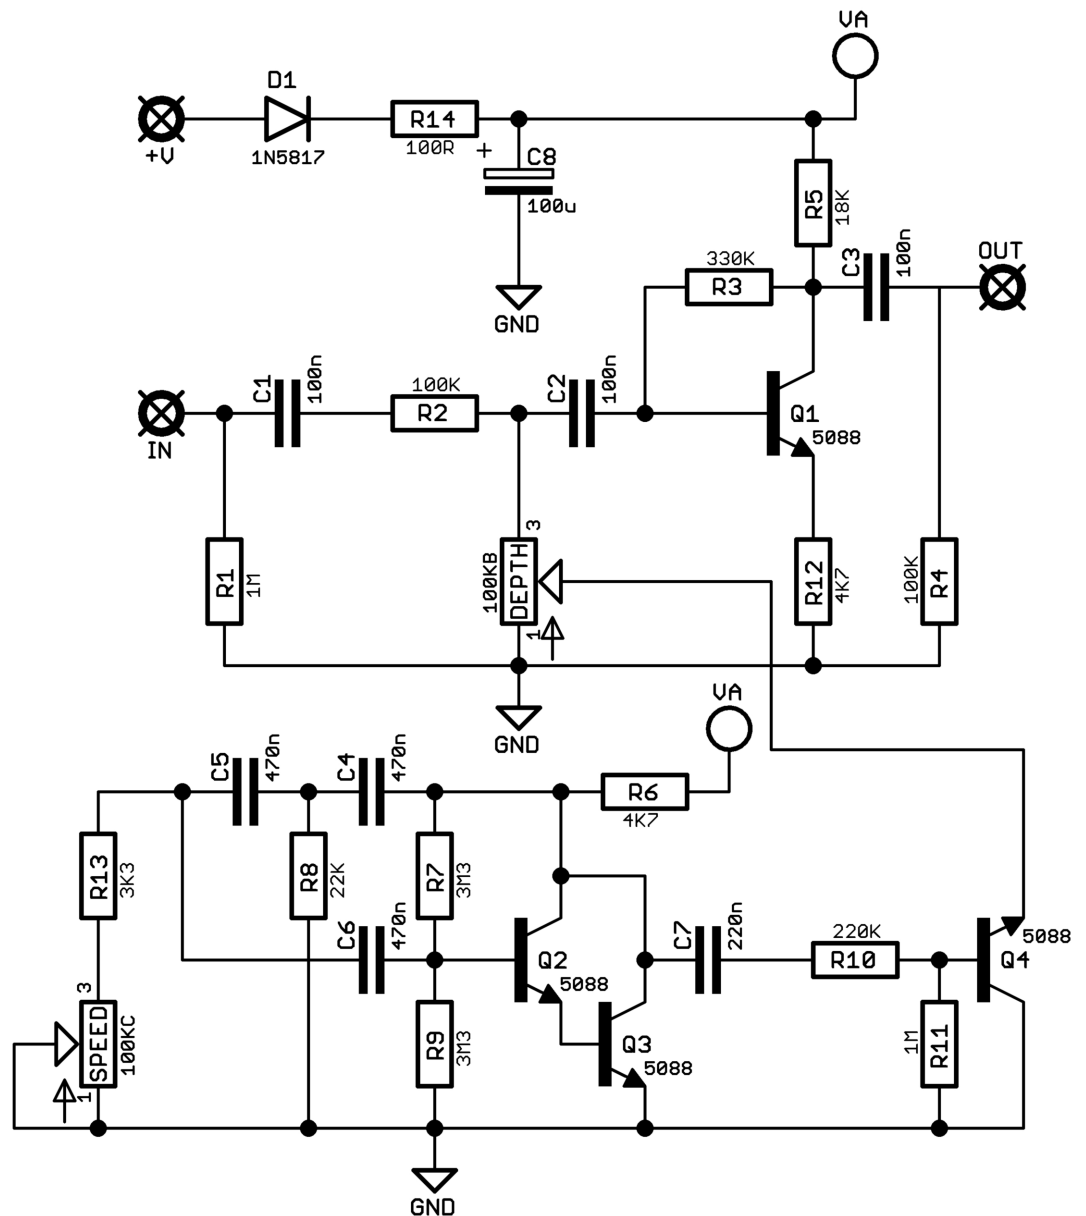 VA
D1
R14
+V
1N5817
100R
+
C8
100u
R5
18K
GND
330K
R3
C3
100n
OUT
C1
100n
100K
R2
C2
100n
IN
Q1
5088
R1
1M
3
100KB
DEPTH
1
R12
4K7
100K
R4
GND
VA
C5
470n
C4
470n
R6
4K7
R13
3K3
R8
22K
R7
3M3
C6
470n
C7
220n
220K
R10
Q2
5088
5088
Q4
3
SPEED
100KC
1
R9
3M3
Q3
5088
1M
R11
GND